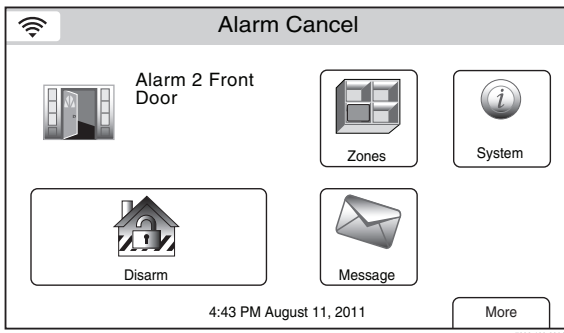 Alarm Cancel
Alarm 2 Front
Door
Zones
System
Disarm
Message
4:43 PM August 11, 2011
More